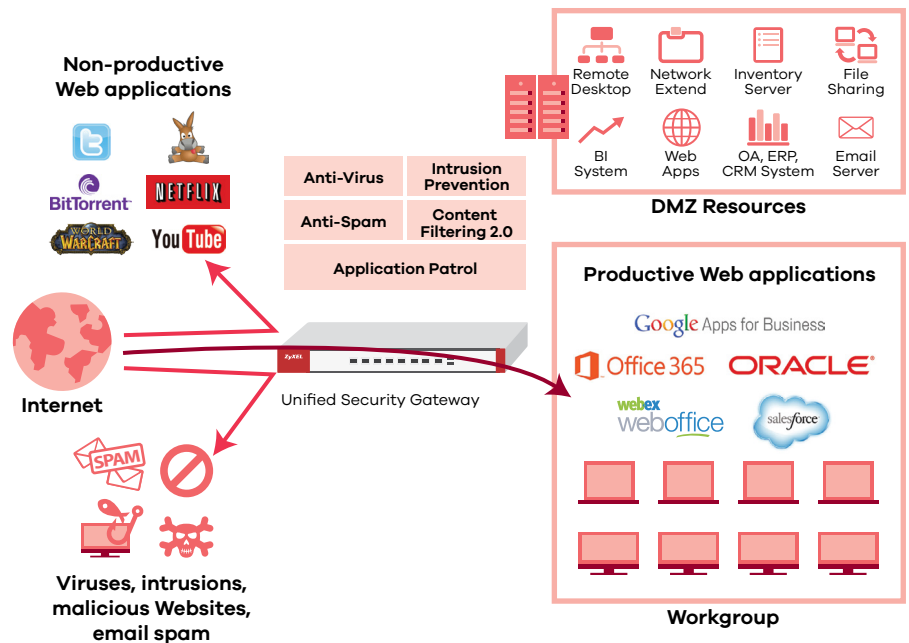 Non-productive
Web applications
BitTorrent
NETFLIX
WORLD
WARCRAFT
YouTube
Internet
SPAM
Viruses, intrusions,
malicious Websites,
email spam
Anti-Virus
Intrusion
Prevention
Anti-Spam
Content
Filtering 2.0
Application Patrol
ZyXEL
Unified Security Gateway
Remote
Desktop
Network
Extend
Inventory
Server
File
Sharing
BI
System
Web
Apps
OA, ERP,
CRM System
Email
Server
DMZ Resources
Productive Web applications
Google Apps for Business
Office 365
ORACLE®
webex
weboffice
salesforce
Workgroup